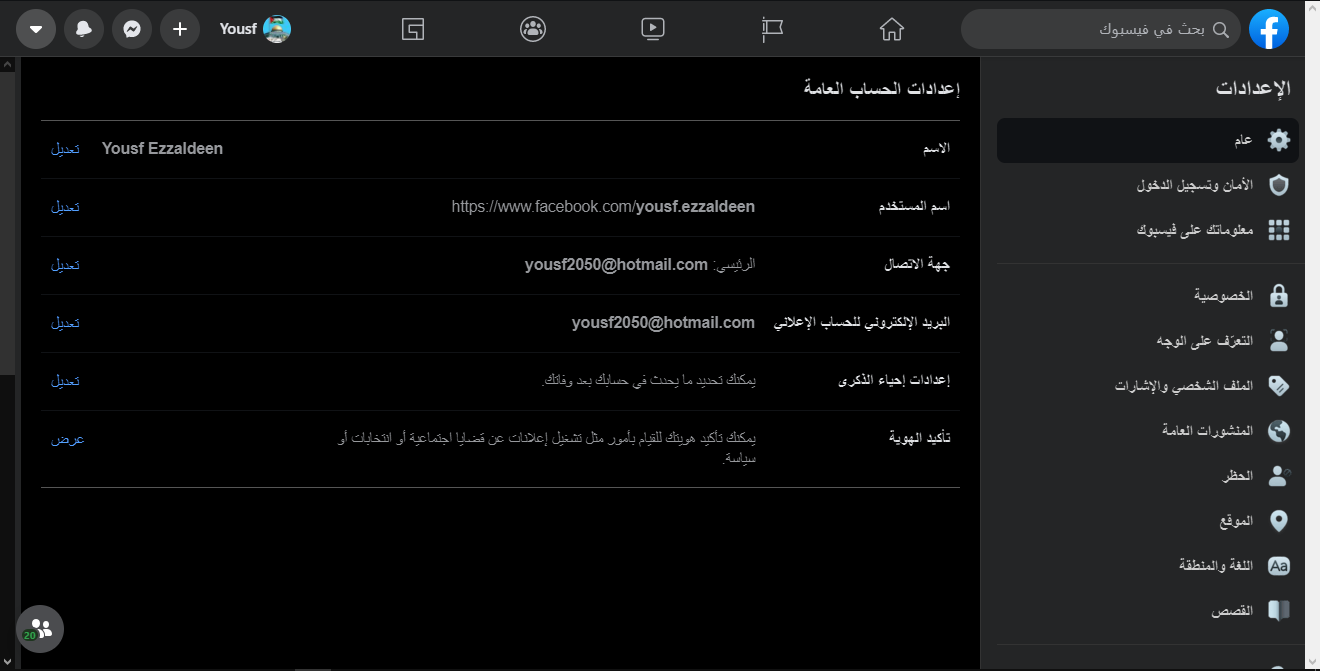 بحث في فيسبوك
Yousf
الإعدادات
عام
الأمان وتسجيل الدخول
معلوماتك على فيسبوك
الخصوصية
التعرّف على الوجه
الملف الشخصي والإشارات
المنشورات العامة
الحظر
الموقع
Aa اللغة والمنطقة
القصص
إعدادات الحساب العامة
الاسم Yousf Ezzaldeen تعديل
اسم المستخدم https://www.facebook.com/yousf.ezzaldeen تعديل
جهة الاتصال الرئيسي: yousf2050@hotmail.com تعديل
البريد الإلكتروني للحساب الإعلاني yousf2050@hotmail.com تعديل
إعدادات إحياء الذكرى يمكنك تحديد ما يحدث في حسابك بعد وفاتك. تعديل
تأكيد الهوية يمكنك تأكيد هويتك للقيام بأمور مثل تشغيل إعلانات عن قضايا اجتماعية أو انتخابات أو عرض
سياسة.
20